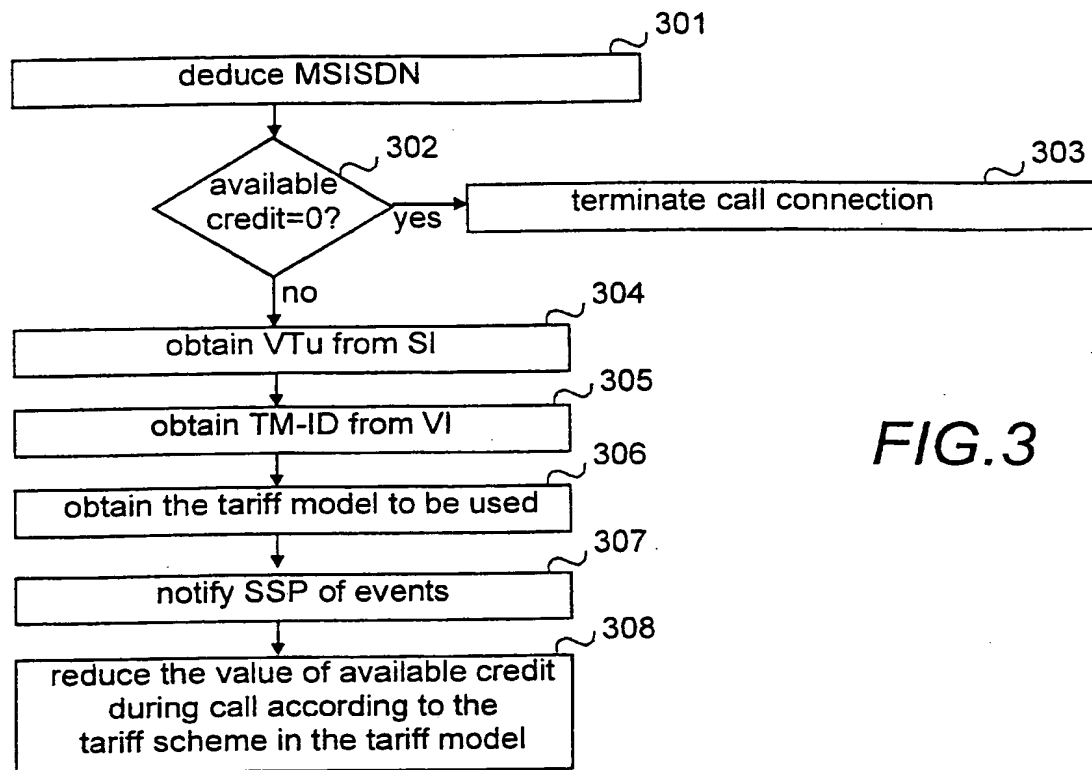 301
deduce MSISDN
302
available
credit=0?
yes
303
terminate call connection
no
304
obtain VTu from SI
305
obtain TM-ID from VI
306
obtain the tariff model to be used
307
notify SSP of events
308
reduce the value of available credit
during call according to the
tariff scheme in the tariff model
FIG.3